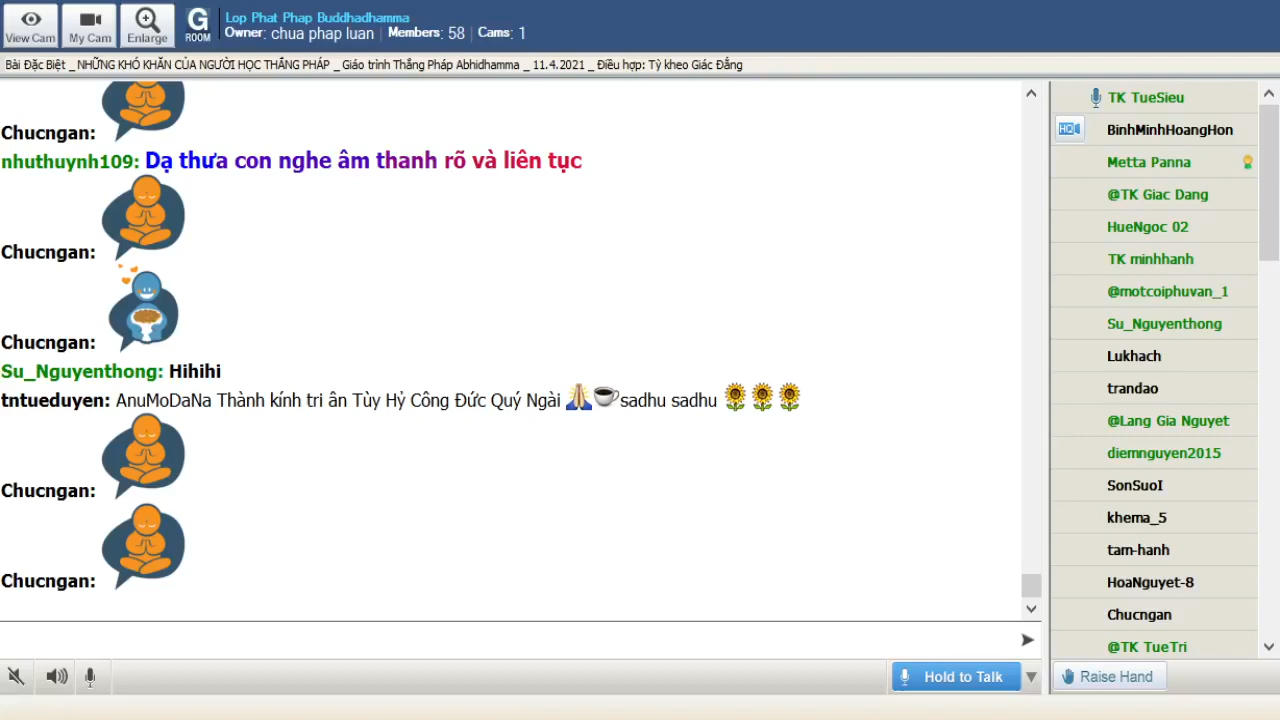 View Cam
My Cam
Enlarge
G
ROOM
Lop Phat Phap Buddhadhamma
Owner: chua phap luan Members: 58 Cams: 1
Bài Đặc Biệt _ NHỮNG KHÓ KHĂN CỦA NGƯỜI HỌC THẮNG PHÁP _ Giáo trình Thắng Pháp Abhidhamma _ 11.4.2021 _ Điều hợp: Tỳ kheo Giác Đẳng
Chucngan:
nhuthuynh109: Dạ thưa con nghe âm thanh rõ và liên tục
Chucngan:
Chucngan:
Su_Nguyenthong: Hihihi
tntueduyen: AnuMoDaNa Thành kính tri ân Tùy Hỷ Công Đức Quý Ngài 🙏☕sadhu sadhu 🌻🌻🌻
Chucngan:
Chucngan:
TK TueSieu
HQ
BinhMinhHoangHon
Metta Panna
@TK Giac Dang
HueNgoc 02
TK minhhanh
@motcoiphuvan_1
Su_Nguyenthong
Lukhach
trandao
@Lang Gia Nguyet
diemnguyen2015
SonSuoI
khema_5
tam-hanh
HoaNguyet-8
Chucngan
@TK TueTri
Hold to Talk
Raise Hand